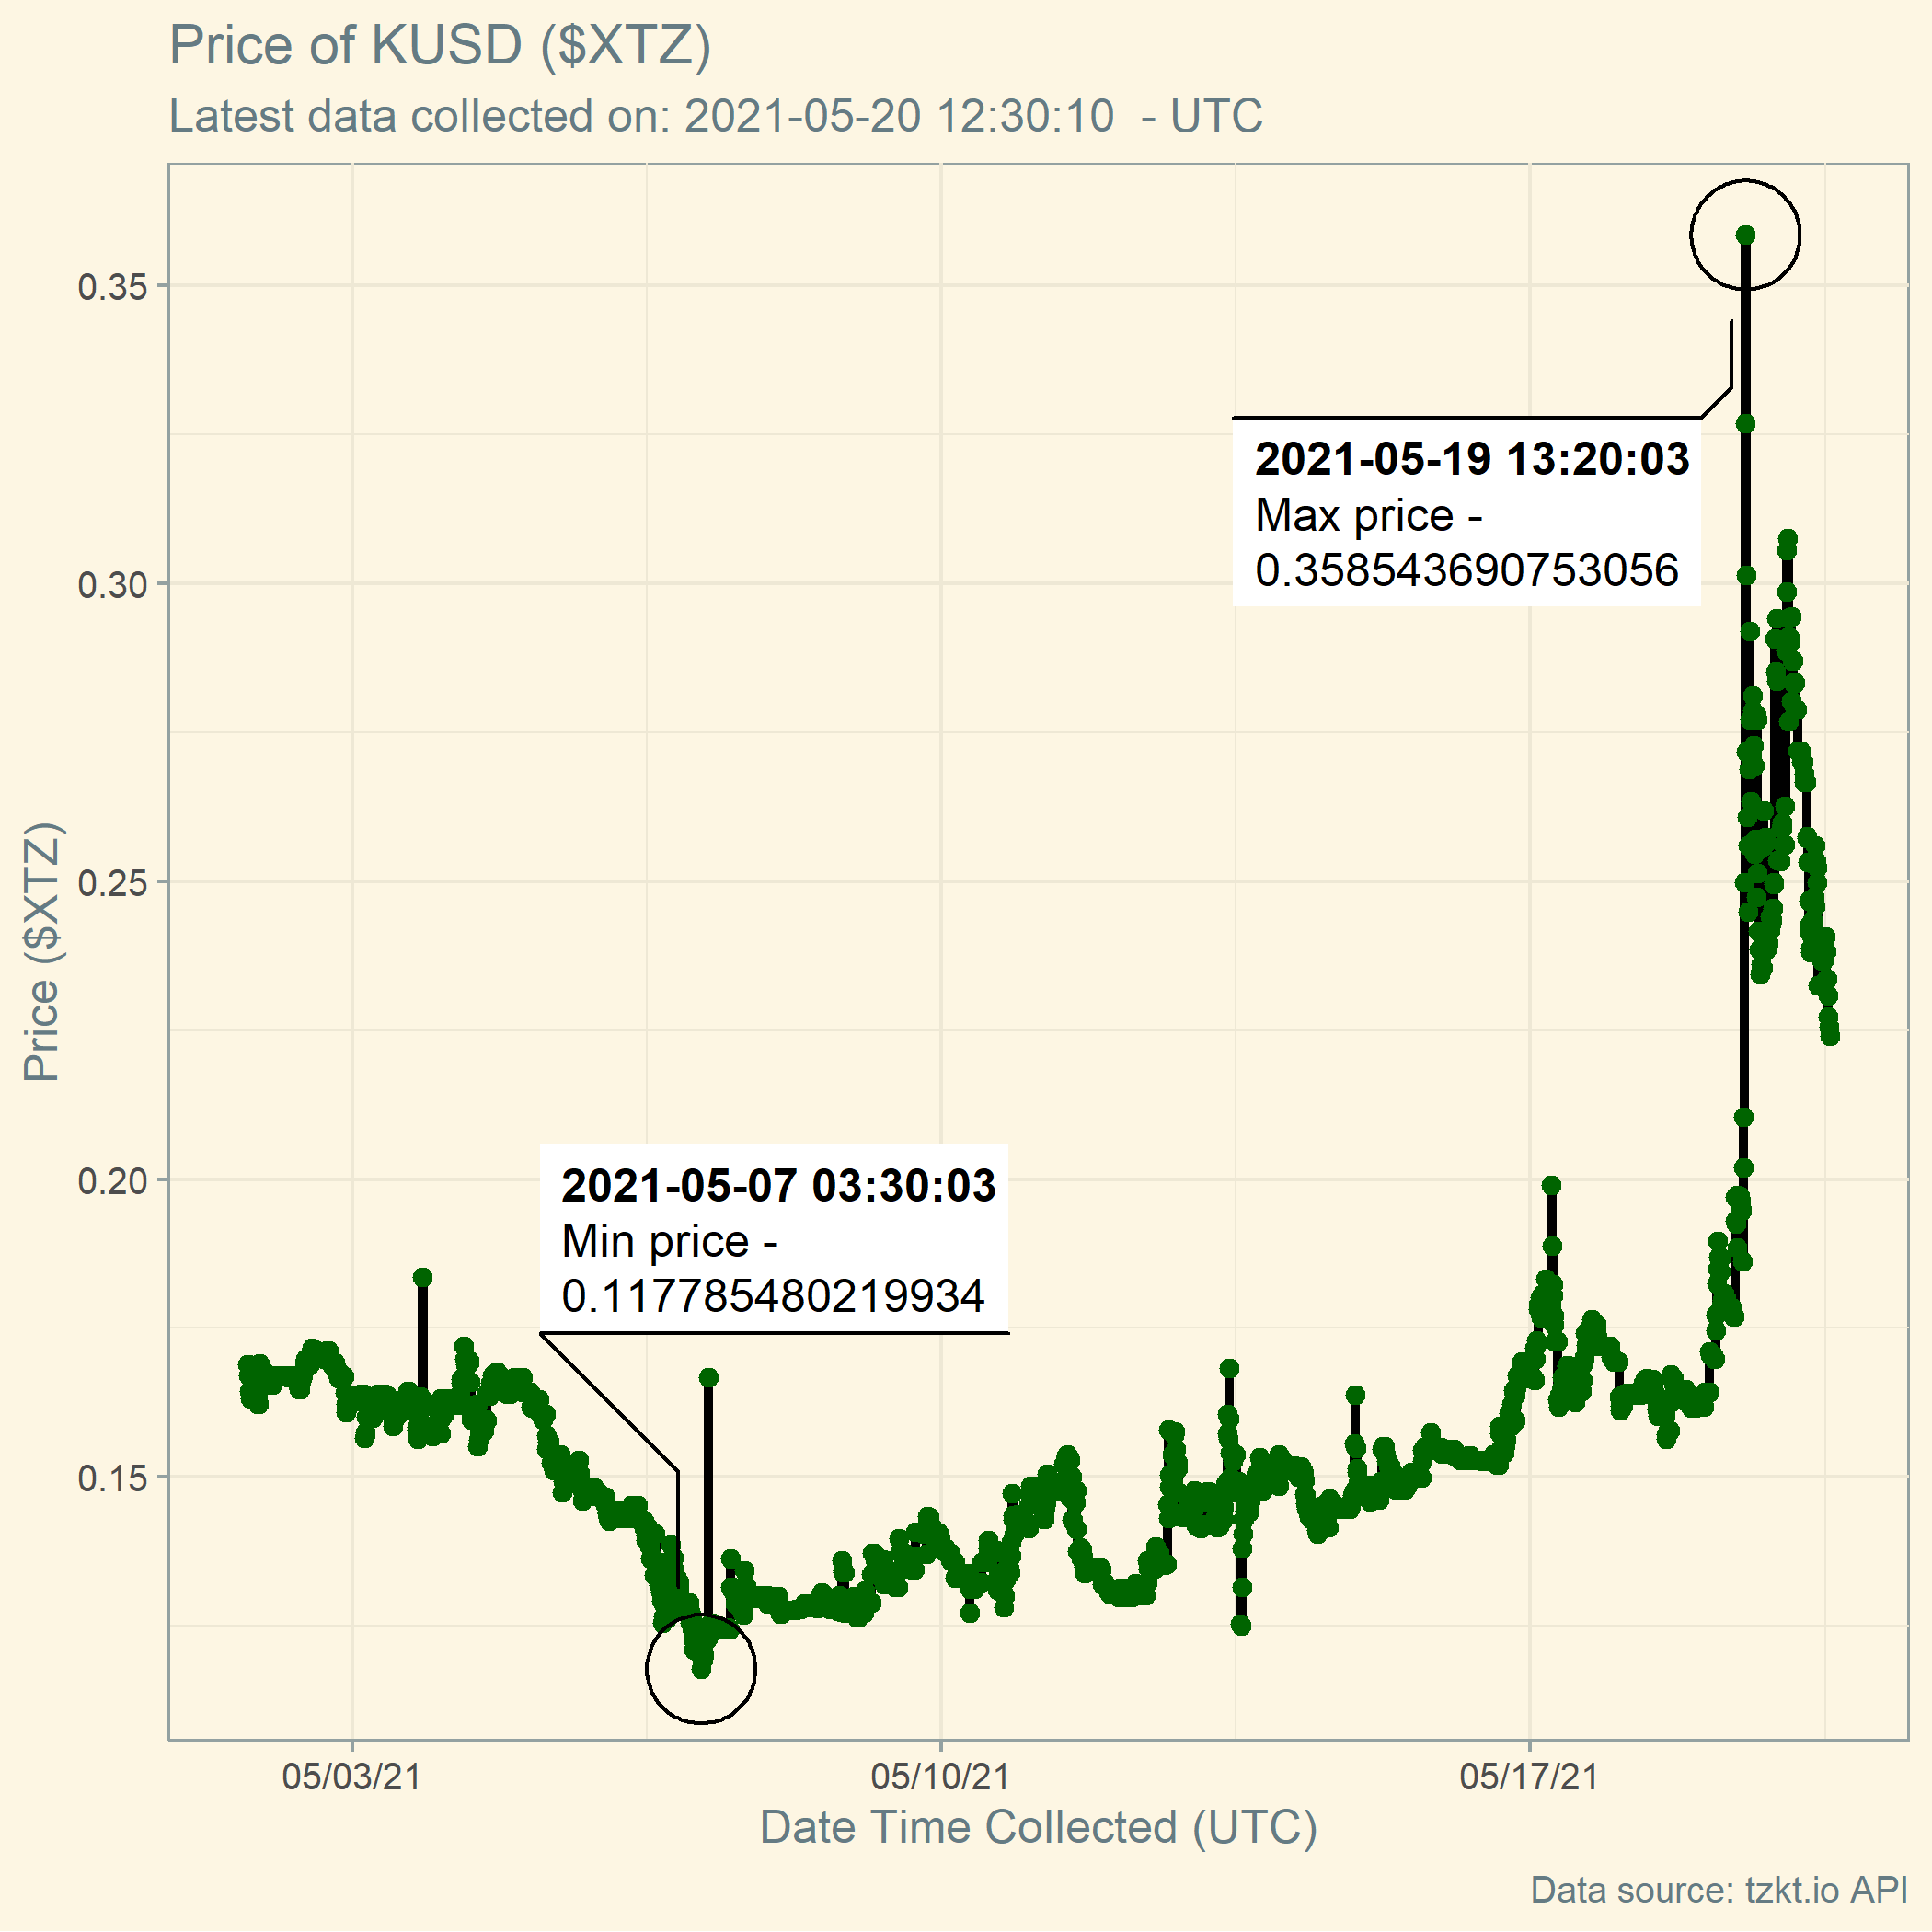 Price of KUSD ($XTZ)
Latest data collected on: 2021-05-20 12:30:10  - UTC
0.35
0.30
0.25
0.20
0.15
Price ($XTZ)
2021-05-19 13:20:03
Max price -
0.358543690753056
2021-05-07 03:30:03
Min price -
0.117785480219934
05/03/21
05/10/21
05/17/21
Date Time Collected (UTC)
Data source: tzkt.io API